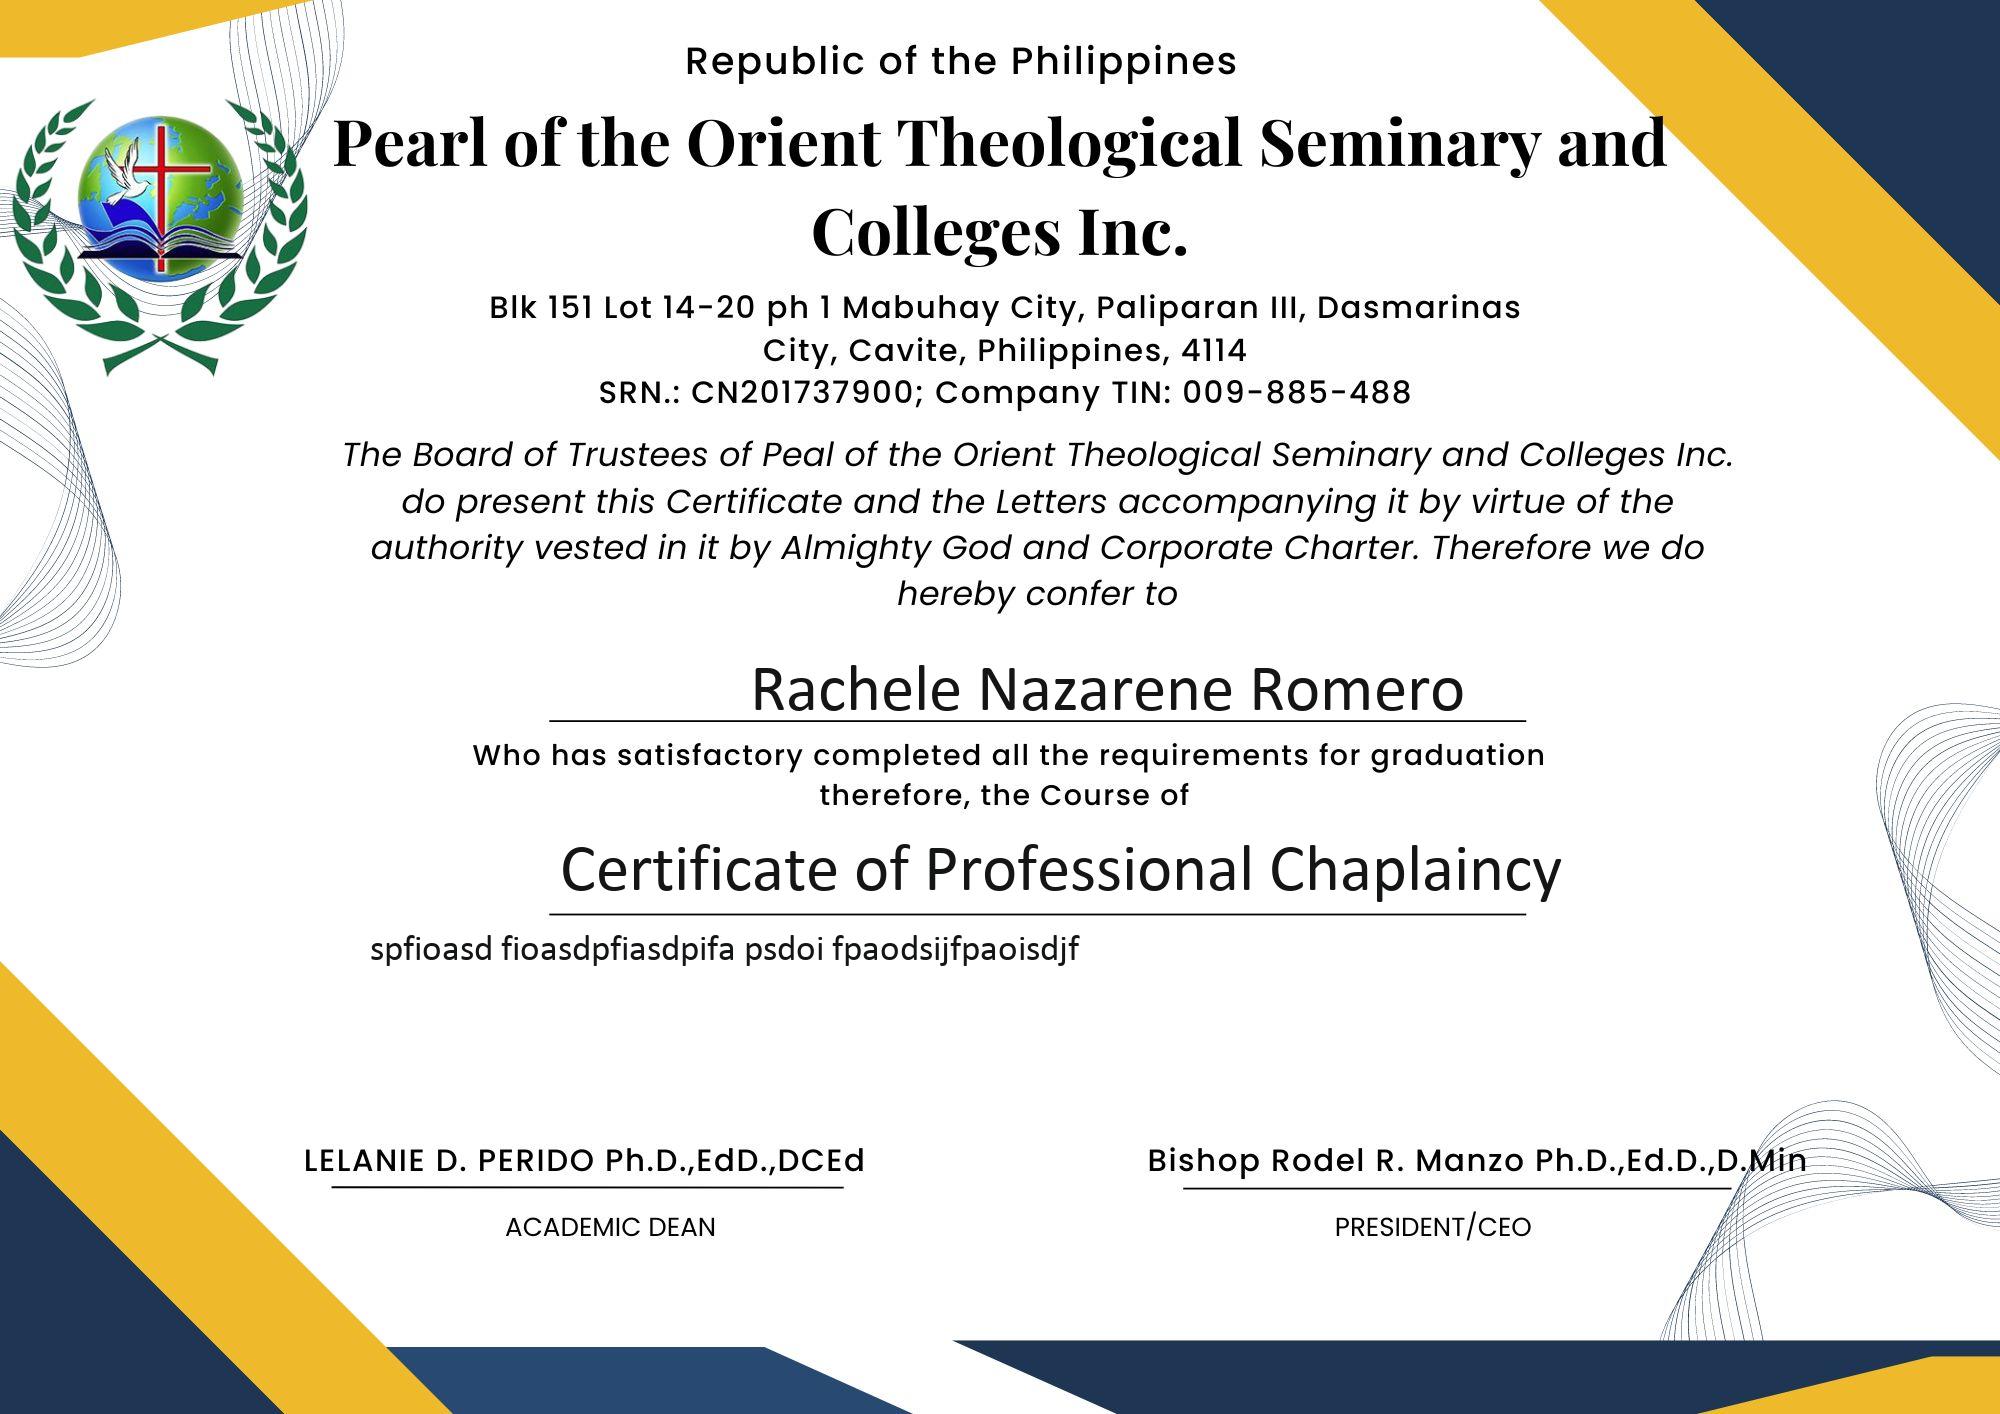 Republic of the Philippines
Pearl of the Orient Theological Seminary and
Colleges Inc.
Blk 151 Lot 14-20 ph 1 Mabuhay City, Paliparan III, Dasmarinas
City, Cavite, Philippines, 4114
SRN.: CN201737900; Company TIN: 009-885-488
The Board of Trustees of Peal of the Orient Theological Seminary and Colleges Inc.
do present this Certificate and the Letters accompanying it by virtue of the
authority vested in it by Almighty God and Corporate Charter. Therefore we do
hereby confer to
Rachele Nazarene Romero
Who has satisfactory completed all the requirements for graduation
therefore, the Course of
Certificate of Professional Chaplaincy
spfioasd fioasdpfiasdpifa psdoi fpaodsijfpaoisdjf
LELANIE D. PERIDO Ph.D.,EdD.,DCEd
Bishop Rodel R. Manzo Ph.D.,Ed.D.,D.Min
ACADEMIC DEAN
PRESIDENT/CEO